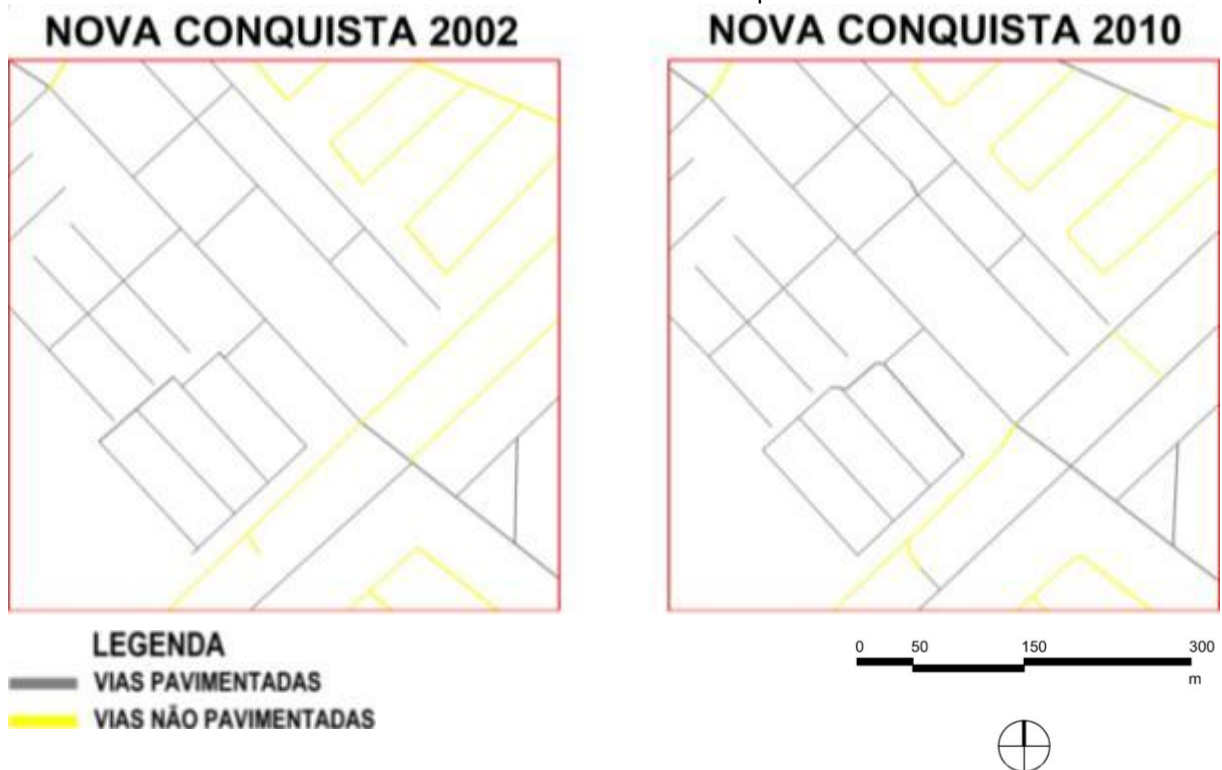 NOVA CONQUISTA 2002
NOVA CONQUISTA 2010
LEGENDA
VIAS PAVIMENTADAS
VIAS NÃO PAVIMENTADAS
0 50 150 300
m